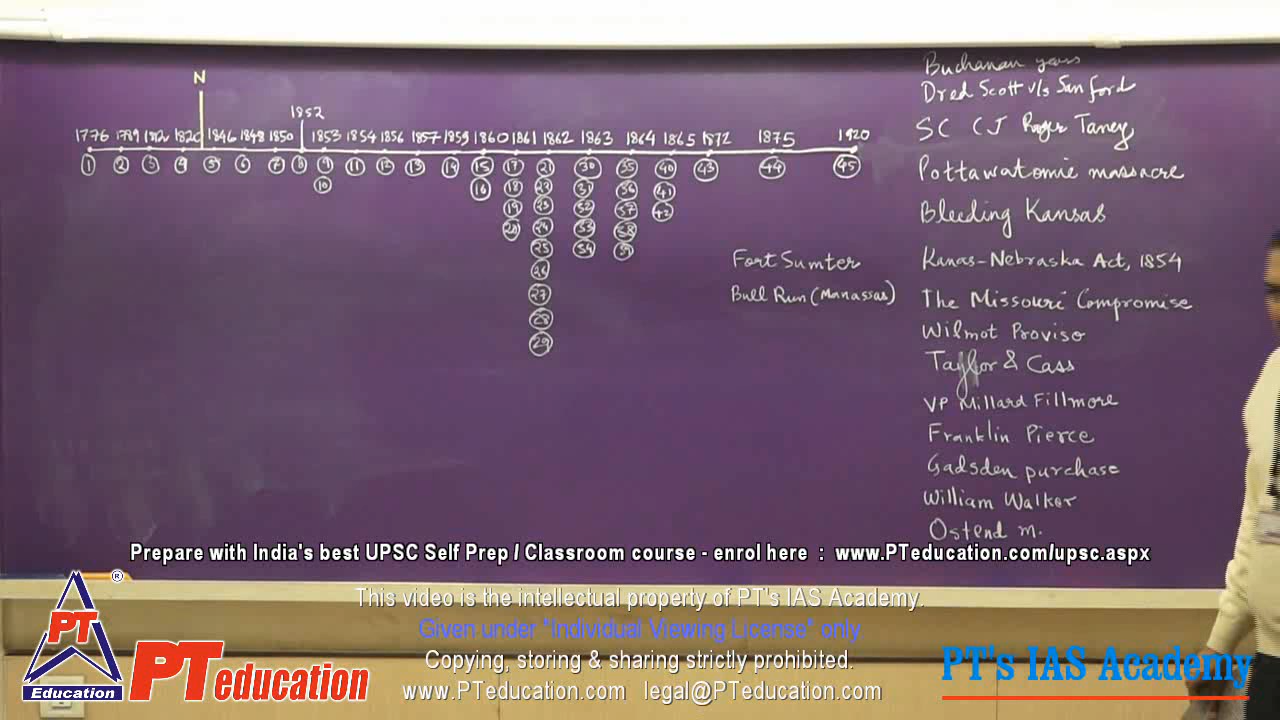 N
1852
1776 1789 1812 1820 1846 1848 1850 1853 1854 1856 1857 1859 1860 1861 1862 1863 1864 1865 1872 1875 1920
1 2 3 4 5 6 7 8 9 11 12 13 14 15 17 21 30 35 40 43 44 45
10 16 18 23 31 36 41
19 23 32 37 42
20 24 33 38
25 34 39
26
27
28
29
Fort Sumter
Bull Run (Manassas)
Buchanan years
Dred Scott v/s Sanford
SC CJ Roger Taney
Pottawatomie massacre
Bleeding Kansas
Kanas-Nebraska Act, 1854
The Missouri Compromise
Wilmot Proviso
Taylor & Cass
VP Millard Fillmore
Franklin Pierce
Gadsden purchase
William Walker
Ostend m.
Prepare with India's best UPSC Self Prep / Classroom course - enrol here : www.PTeducation.com/upsc.aspx
This video is the intellectual property of PT's IAS Academy.
Given under "Individual Viewing License" only
Copying, storing & sharing strictly prohibited.
www.PTeducation.com legal@PTeducation.com
®
PT
Education
PT education
PT's IAS Academy